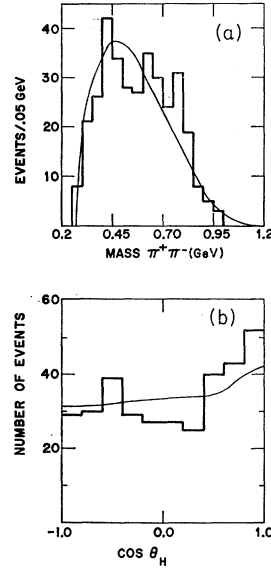 (a)
EVENTS/.05 GeV
40
30
20
10
0.2 0.45 0.70 0.95 1.2
MASS π+π-(GeV)
(b)
NUMBER OF EVENTS
60
40
20
-1.0 0.0 1.0
COS θH